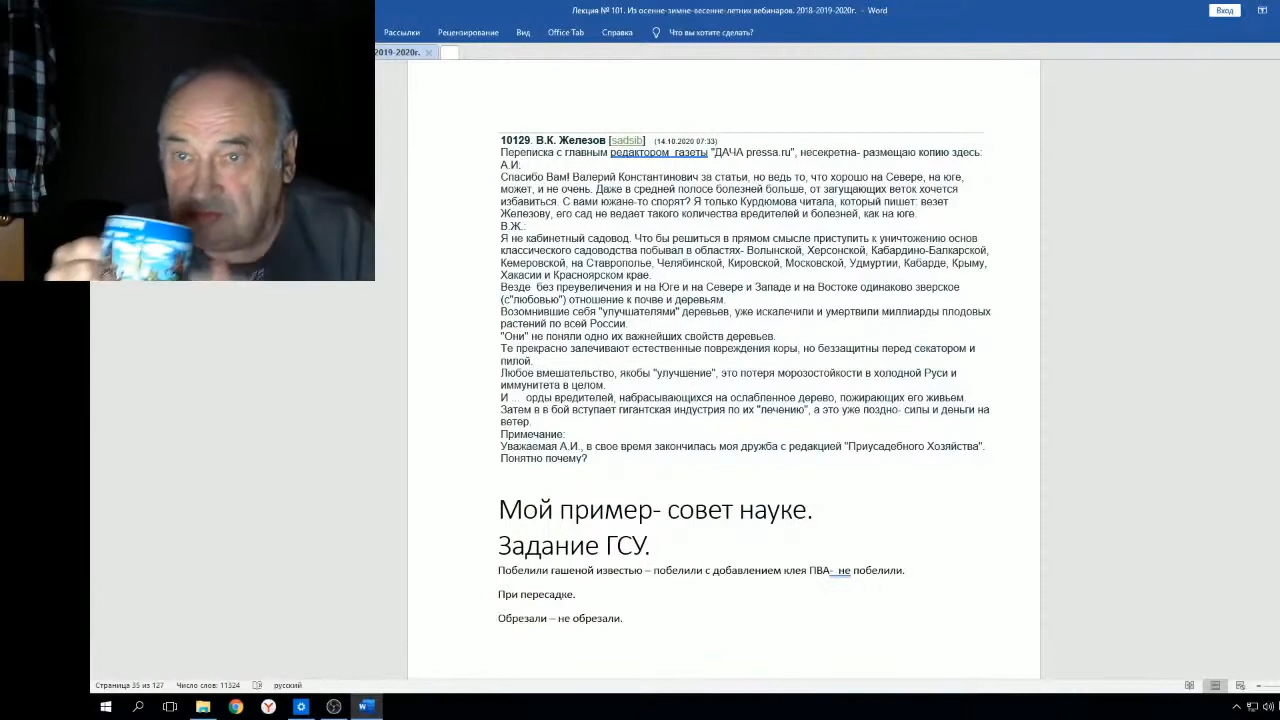 Лекция № 101. Из осенне-зимне-весенне-летних вебинаров. 2018-2019-2020г. - Word
Вход
Рассылки Рецензирование Вид Office Tab Справка Что вы хотите сделать?
2019-2020г.
10129. В.К. Железов [sadsib] (14.10.2020 07:33)
Переписка с главным редактором газеты "ДАЧА pressa.ru", несекретна- размещаю копию здесь:
А.И.
Спасибо Вам! Валерий Константинович за статьи, но ведь то, что хорошо на Севере, на юге,
может, и не очень. Даже в средней полосе болезней больше, от загущающих веток хочется
избавиться. С вами южане-то спорят? Я только Курдюмова читала, который пишет: везет
Железову, его сад не ведает такого количества вредителей и болезней, как на юге.
В.Ж.:
Я не кабинетный садовод. Что бы решиться в прямом смысле приступить к уничтожению основ
классического садоводства побывал в областях- Волынской, Херсонской, Кабардино-Балкарской,
Кемеровской, на Ставрополье, Челябинской, Кировской, Московской, Удмуртии, Кабарде, Крыму,
Хакасии и Красноярском крае.
Везде без преувеличения и на Юге и на Севере и Западе и на Востоке одинаково зверское
(с"любовью") отношение к почве и деревьям.
Возомнившие себя "улучшателями" деревьев, уже искалечили и умертвили миллиарды плодовых
растений по всей России.
"Они" не поняли одно их важнейших свойств деревьев.
Те прекрасно залечивают естественные повреждения коры, но беззащитны перед секатором и
пилой.
Любое вмешательство, якобы "улучшение", это потеря морозостойкости в холодной Руси и
иммунитета в целом.
И ... орды вредителей, набрасывающихся на ослабленное дерево, пожирающих его живьем.
Затем в в бой вступает гигантская индустрия по их "лечению", а это уже поздно- силы и деньги на
ветер.
Примечание:
Уважаемая А.И., в свое время закончилась моя дружба с редакцией "Приусадебного Хозяйства".
Понятно почему?
Мой пример- совет науке.
Задание ГСУ.
Побелили гашеной известью – побелили с добавлением клея ПВА- не побелили.
При пересадке.
Обрезали – не обрезали.
Страница 35 из 127 Число слов: 11324 русский